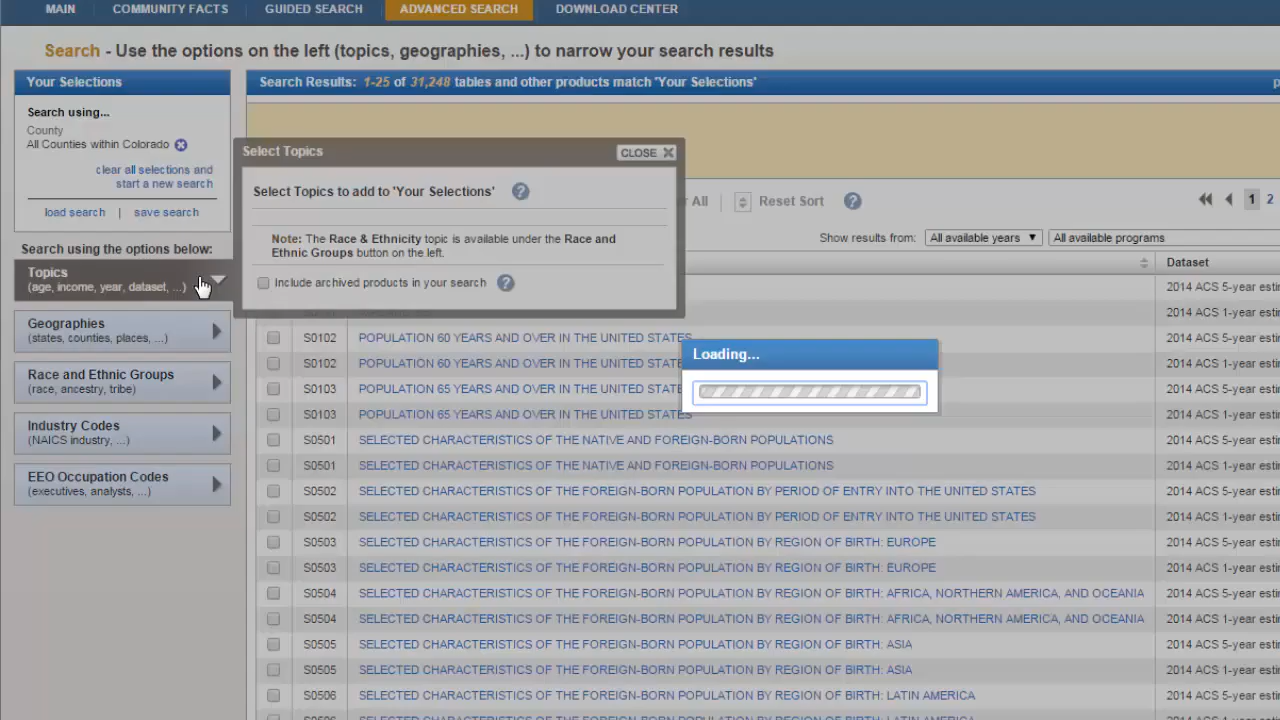 MAIN COMMUNITY FACTS GUIDED SEARCH ADVANCED SEARCH DOWNLOAD CENTER
Search - Use the options on the left (topics, geographies, ...) to narrow your search results
Your Selections
Search using...
County
All Counties within Colorado
clear all selections and
start a new search
load search | save search
Search using the options below:
Topics
(age, income, year, dataset, ...)
Geographies
(states, counties, places, ...)
Race and Ethnic Groups
(race, ancestry, tribe)
Industry Codes
(NAICS industry, ...)
EEO Occupation Codes
(executives, analysts, ...)
Search Results: 1-25 of 31,248 tables and other products match 'Your Selections'
Select Topics
CLOSE
Select Topics to add to 'Your Selections'
Note: The Race & Ethnicity topic is available under the Race and
Ethnic Groups button on the left.
Include archived products in your search
All | Reset Sort
1 2
Show results from: All available years All available programs
Dataset
2014 ACS 5-year
2014 ACS 1-year
S0102 POPULATION 60 YEARS AND OVER IN THE UNITED STATES 2014 ACS 5-year
S0102 POPULATION 60 YEARS AND OVER IN THE UNITED STATES 2014 ACS 1-year
S0103 POPULATION 65 YEARS AND OVER IN THE UNITED STATES 2014 ACS 5-year
S0103 POPULATION 65 YEARS AND OVER IN THE UNITED STATES 2014 ACS 1-year
Loading...
S0501 SELECTED CHARACTERISTICS OF THE NATIVE AND FOREIGN-BORN POPULATIONS 2014 ACS 5-year
S0501 SELECTED CHARACTERISTICS OF THE NATIVE AND FOREIGN-BORN POPULATIONS 2014 ACS 1-year
S0502 SELECTED CHARACTERISTICS OF THE FOREIGN-BORN POPULATION BY PERIOD OF ENTRY INTO THE UNITED STATES 2014 ACS 5-year
S0502 SELECTED CHARACTERISTICS OF THE FOREIGN-BORN POPULATION BY PERIOD OF ENTRY INTO THE UNITED STATES 2014 ACS 1-year
S0503 SELECTED CHARACTERISTICS OF THE FOREIGN-BORN POPULATION BY REGION OF BIRTH: EUROPE 2014 ACS 5-year
S0503 SELECTED CHARACTERISTICS OF THE FOREIGN-BORN POPULATION BY REGION OF BIRTH: EUROPE 2014 ACS 1-year
S0504 SELECTED CHARACTERISTICS OF THE FOREIGN-BORN POPULATION BY REGION OF BIRTH: AFRICA, NORTHERN AMERICA, AND OCEANIA 2014 ACS 5-year
S0504 SELECTED CHARACTERISTICS OF THE FOREIGN-BORN POPULATION BY REGION OF BIRTH: AFRICA, NORTHERN AMERICA, AND OCEANIA 2014 ACS 1-year
S0505 SELECTED CHARACTERISTICS OF THE FOREIGN-BORN POPULATION BY REGION OF BIRTH: ASIA 2014 ACS 5-year
S0505 SELECTED CHARACTERISTICS OF THE FOREIGN-BORN POPULATION BY REGION OF BIRTH: ASIA 2014 ACS 1-year
S0506 SELECTED CHARACTERISTICS OF THE FOREIGN-BORN POPULATION BY REGION OF BIRTH: LATIN AMERICA 2014 ACS 5-year